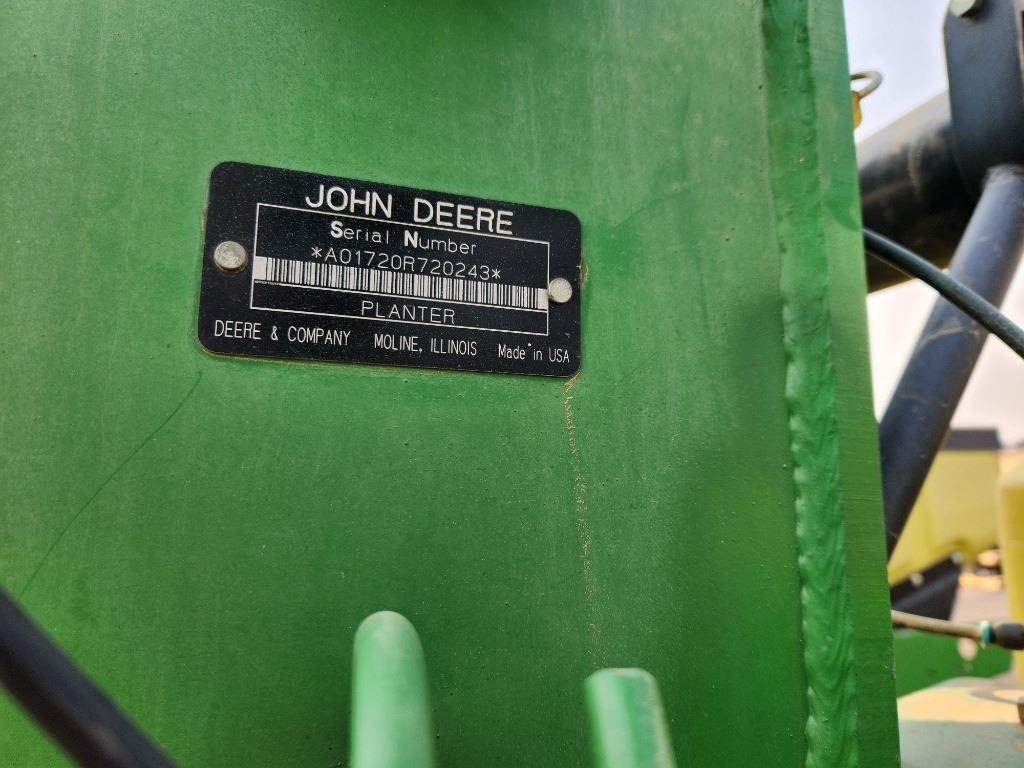 JOHN DEERE
Serial Number
*A01720R720243*
PLANTER
DEERE & COMPANY MOLINE, ILLINOIS Made in USA